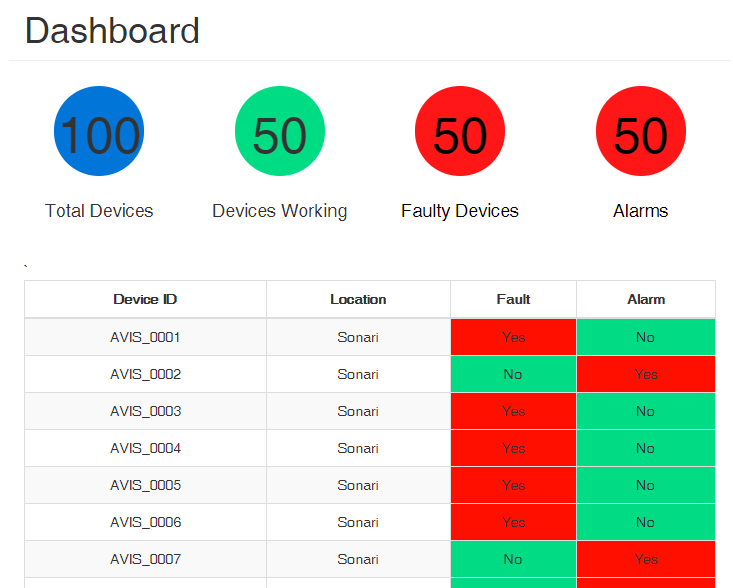 Dashboard
100 50 50 50
Total Devices Devices Working Faulty Devices Alarms
`
Device ID Location Fault Alarm
AVIS_0001 Sonari Yes No
AVIS_0002 Sonari No Yes
AVIS_0003 Sonari Yes No
AVIS_0004 Sonari Yes No
AVIS_0005 Sonari Yes No
AVIS_0006 Sonari Yes No
AVIS_0007 Sonari No Yes